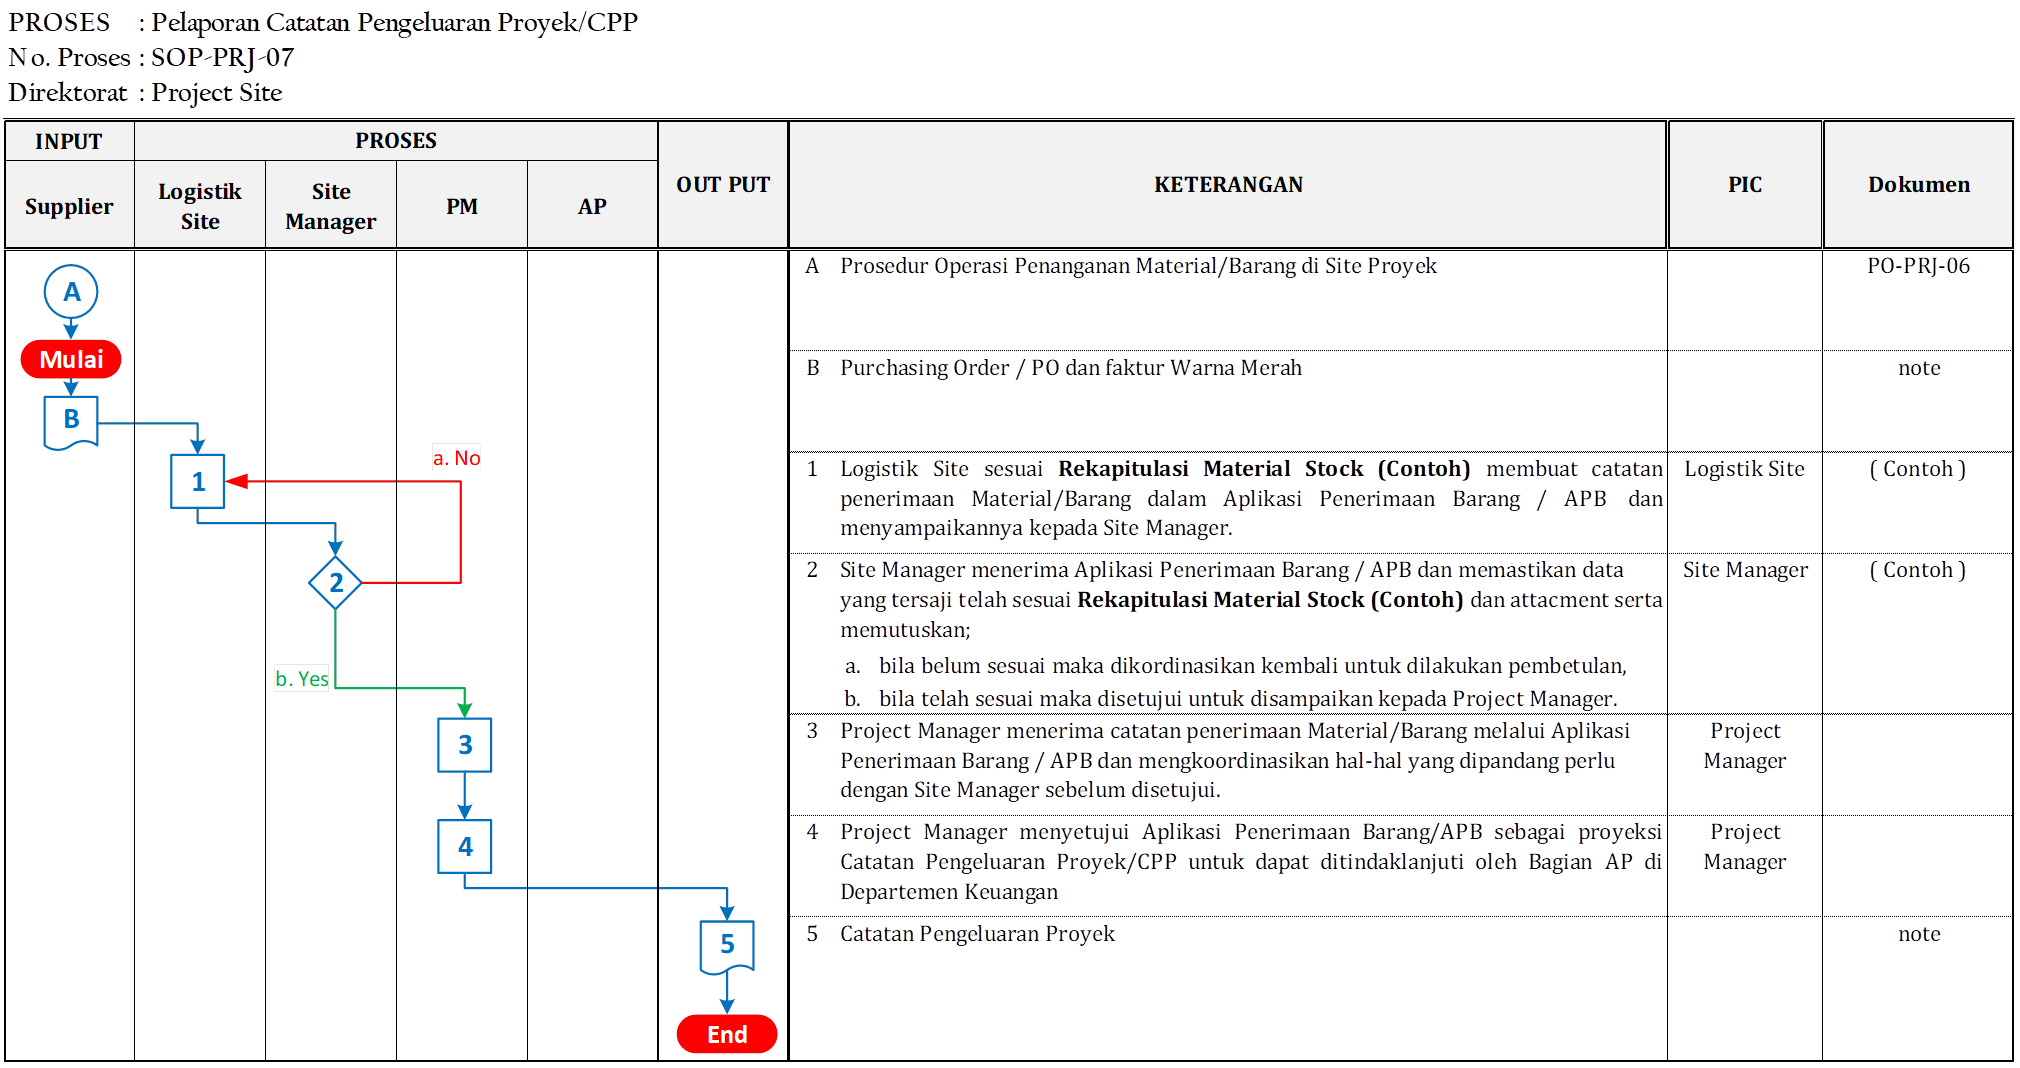 PROSES : Pelaporan Catatan Pengeluaran Proyek/CPP
No. Proses : SOP-PRJ-07
Direktorat : Project Site
INPUT
PROSES
OUT PUT
KETERANGAN
PIC
Dokumen
Supplier
Logistik
Site
Site
Manager
PM
AP
A
Mulai
B
1
a. No
2
b. Yes
3
4
5
End
A Prosedur Operasi Penanganan Material/Barang di Site Proyek
PO-PRJ-06
B Purchasing Order / PO dan faktur Warna Merah
note
1 Logistik Site sesuai Rekapitulasi Material Stock (Contoh) membuat catatan
penerimaan Material/Barang dalam Aplikasi Penerimaan Barang / APB dan
menyampaikannya kepada Site Manager.
Logistik Site
( Contoh )
2 Site Manager menerima Aplikasi Penerimaan Barang / APB dan memastikan data
yang tersaji telah sesuai Rekapitulasi Material Stock (Contoh) dan attacment serta
memutuskan;
a. bila belum sesuai maka dikordinasikan kembali untuk dilakukan pembetulan,
b. bila telah sesuai maka disetujui untuk disampaikan kepada Project Manager.
Site Manager
( Contoh )
3 Project Manager menerima catatan penerimaan Material/Barang melalui Aplikasi
Penerimaan Barang / APB dan mengkoordinasikan hal-hal yang dipandang perlu
dengan Site Manager sebelum disetujui.
Project
Manager
4 Project Manager menyetujui Aplikasi Penerimaan Barang/APB sebagai proyeksi
Catatan Pengeluaran Proyek/CPP untuk dapat ditindaklanjuti oleh Bagian AP di
Departemen Keuangan
Project
Manager
5 Catatan Pengeluaran Proyek
note